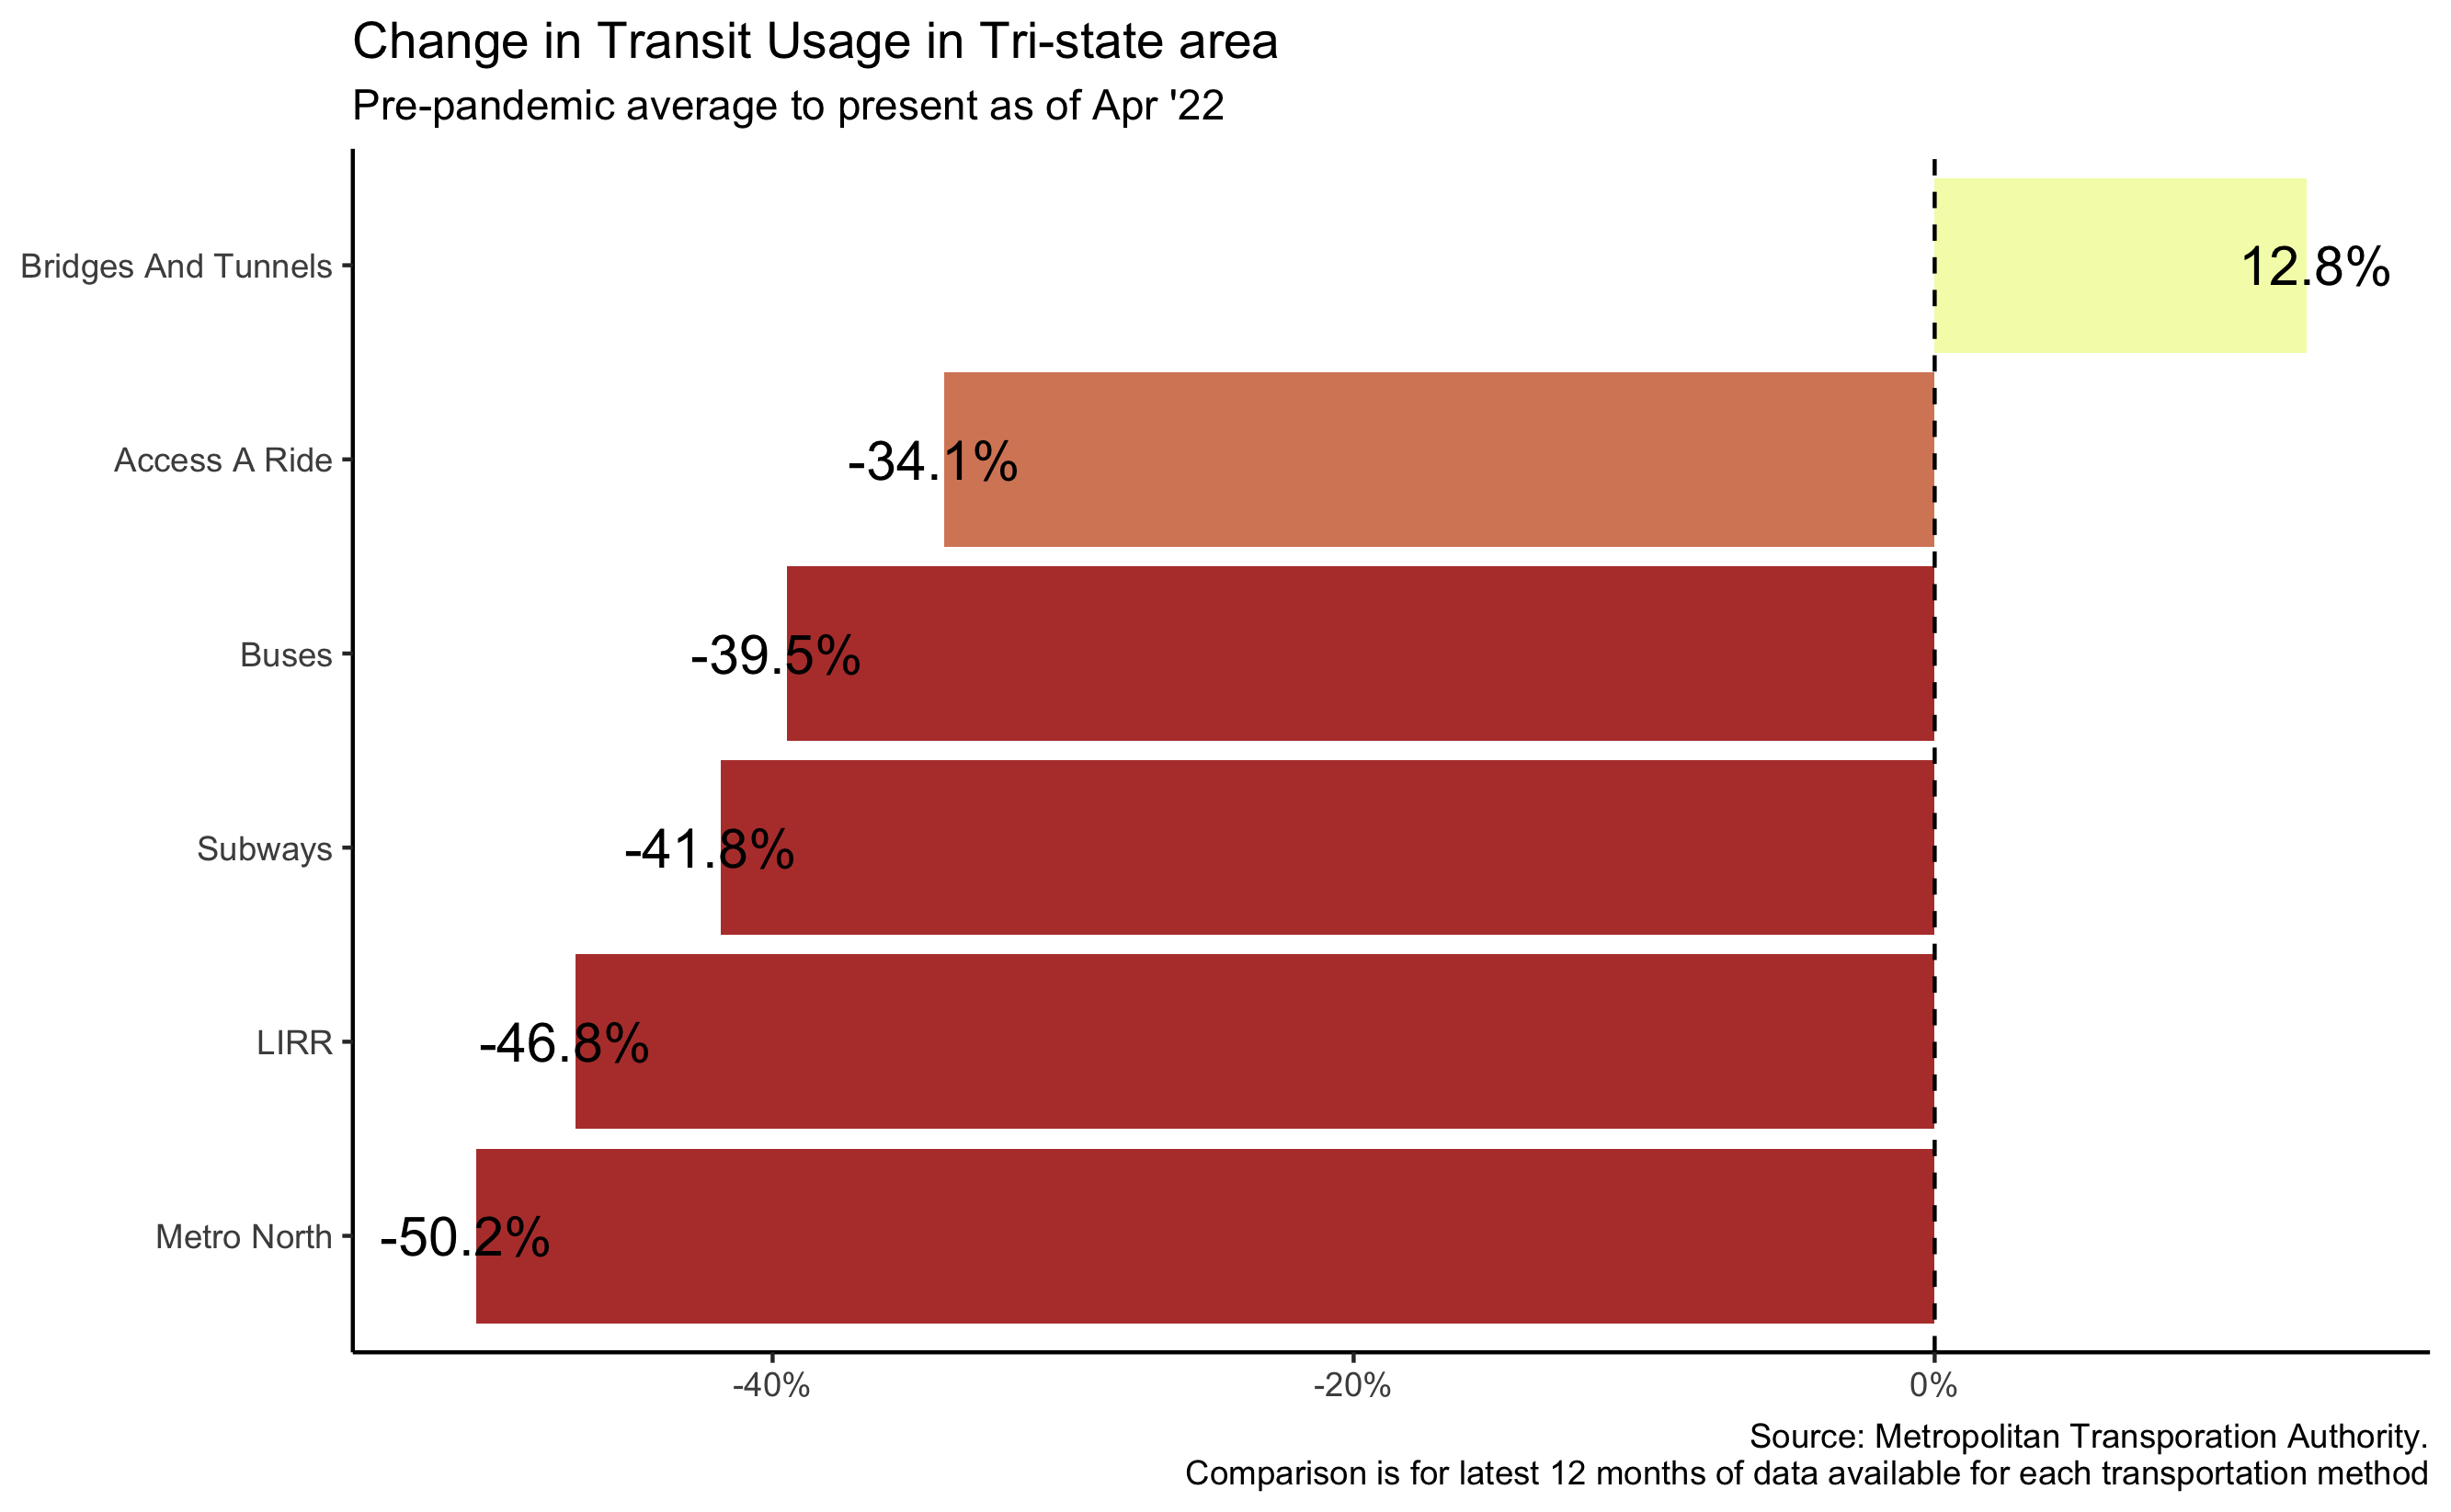 Change in Transit Usage in Tri-state area
Pre-pandemic average to present as of Apr '22
Bridges And Tunnels
12.8%
Access A Ride
-34.1%
Buses
-39.5%
Subways
-41.8%
LIRR
-46.8%
Metro North
-50.2%
-40%
-20%
0%
Source: Metropolitan Transporation Authority.
Comparison is for latest 12 months of data available for each transportation method